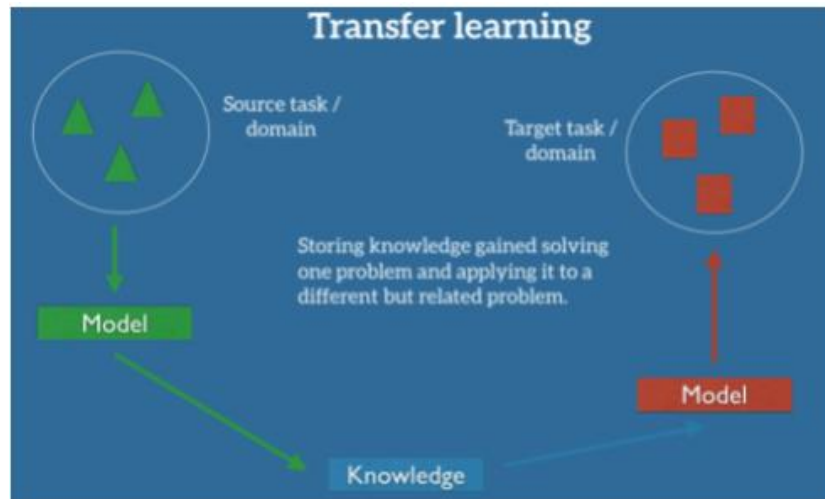 Transfer learning
Source task /
domain
Target task /
domain
Storing knowledge gained solving
one problem and applying it to a
different but related problem.
Model
Model
Knowledge